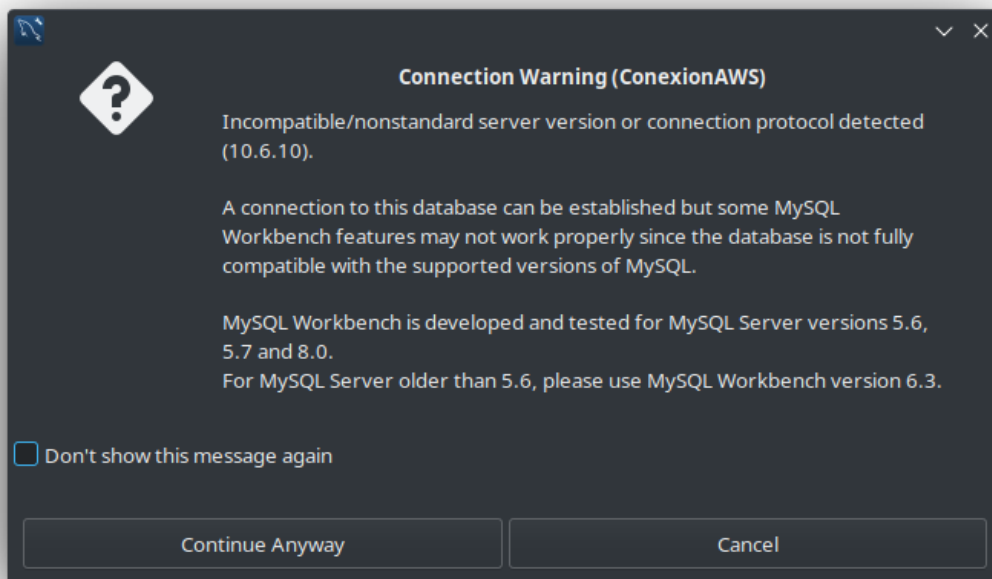 Connection Warning (ConexionAWS)
Incompatible/nonstandard server version or connection protocol detected
(10.6.10).
A connection to this database can be established but some MySQL
Workbench features may not work properly since the database is not fully
compatible with the supported versions of MySQL.
MySQL Workbench is developed and tested for MySQL Server versions 5.6,
5.7 and 8.0.
For MySQL Server older than 5.6, please use MySQL Workbench version 6.3.
Don't show this message again
Continue Anyway
Cancel